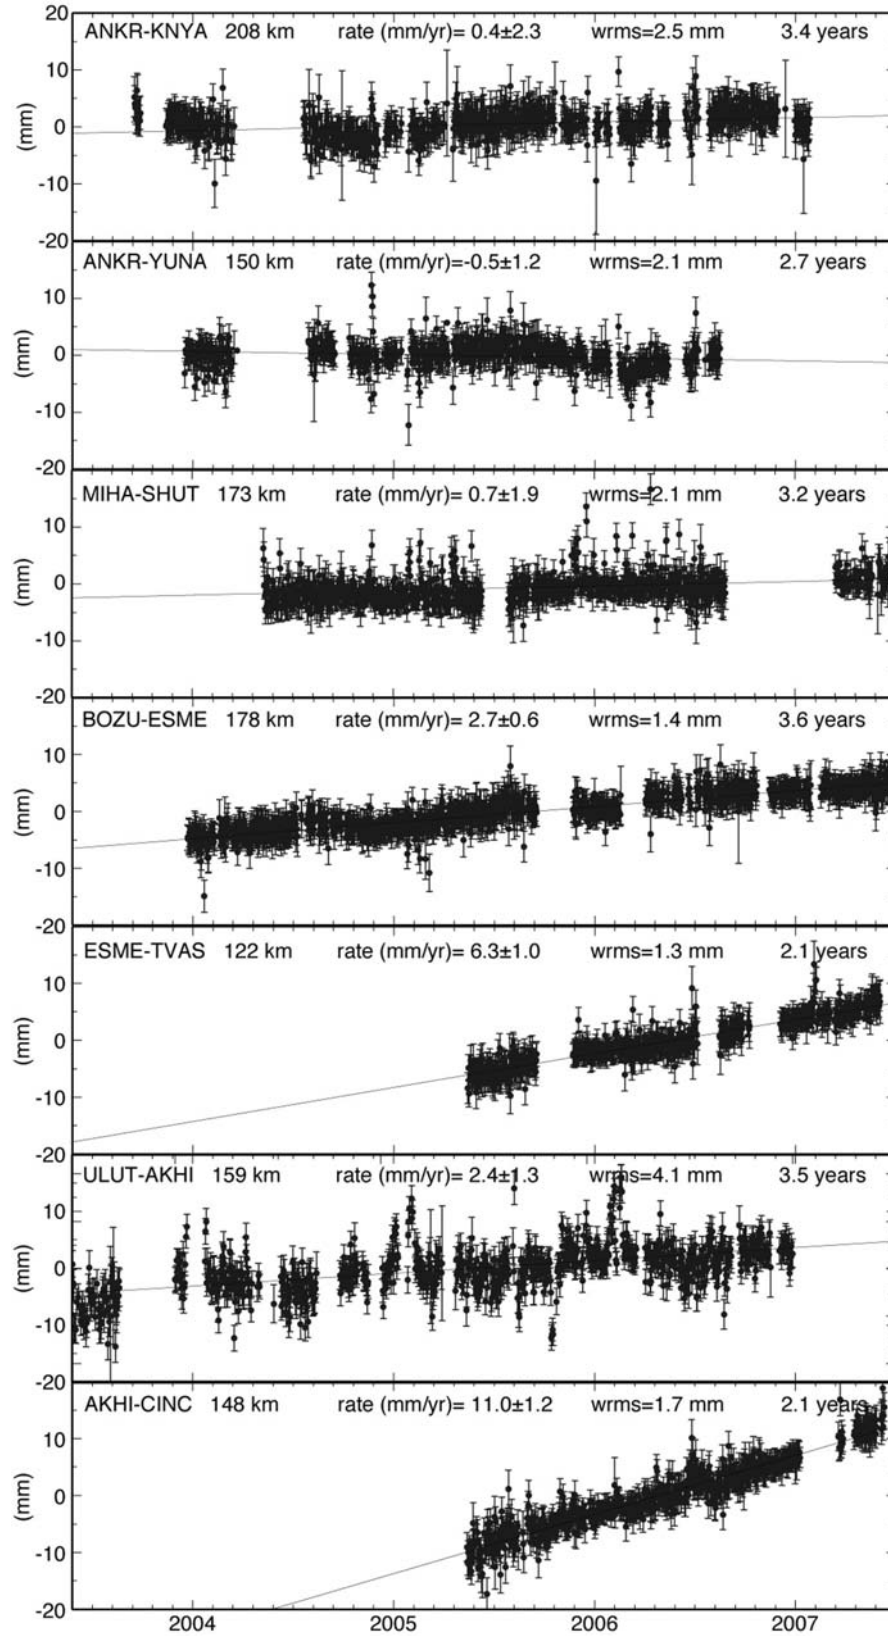 20
ANKR-KNYA 208 km rate (mm/yr)= 0.4±2.3 wrms=2.5 mm 3.4 years
10
(mm)
0
-10
-20
ANKR-YUNA 150 km rate (mm/yr)=-0.5±1.2 wrms=2.1 mm 2.7 years
10
(mm)
0
-10
-20
MIHA-SHUT 173 km rate (mm/yr)= 0.7±1.9 wrms=2.1 mm 3.2 years
10
(mm)
0
-10
-20
BOZU-ESME 178 km rate (mm/yr)= 2.7±0.6 wrms=1.4 mm 3.6 years
10
(mm)
0
-10
-20
ESME-TVAS 122 km rate (mm/yr)= 6.3±1.0 wrms=1.3 mm 2.1 years
10
(mm)
0
-10
-20
ULUT-AKHI 159 km rate (mm/yr)= 2.4±1.3 wrms=4.1 mm 3.5 years
10
(mm)
0
-10
-20
AKHI-CINC 148 km rate (mm/yr)= 11.0±1.2 wrms=1.7 mm 2.1 years
10
(mm)
0
-10
-20
2004 2005 2006 2007